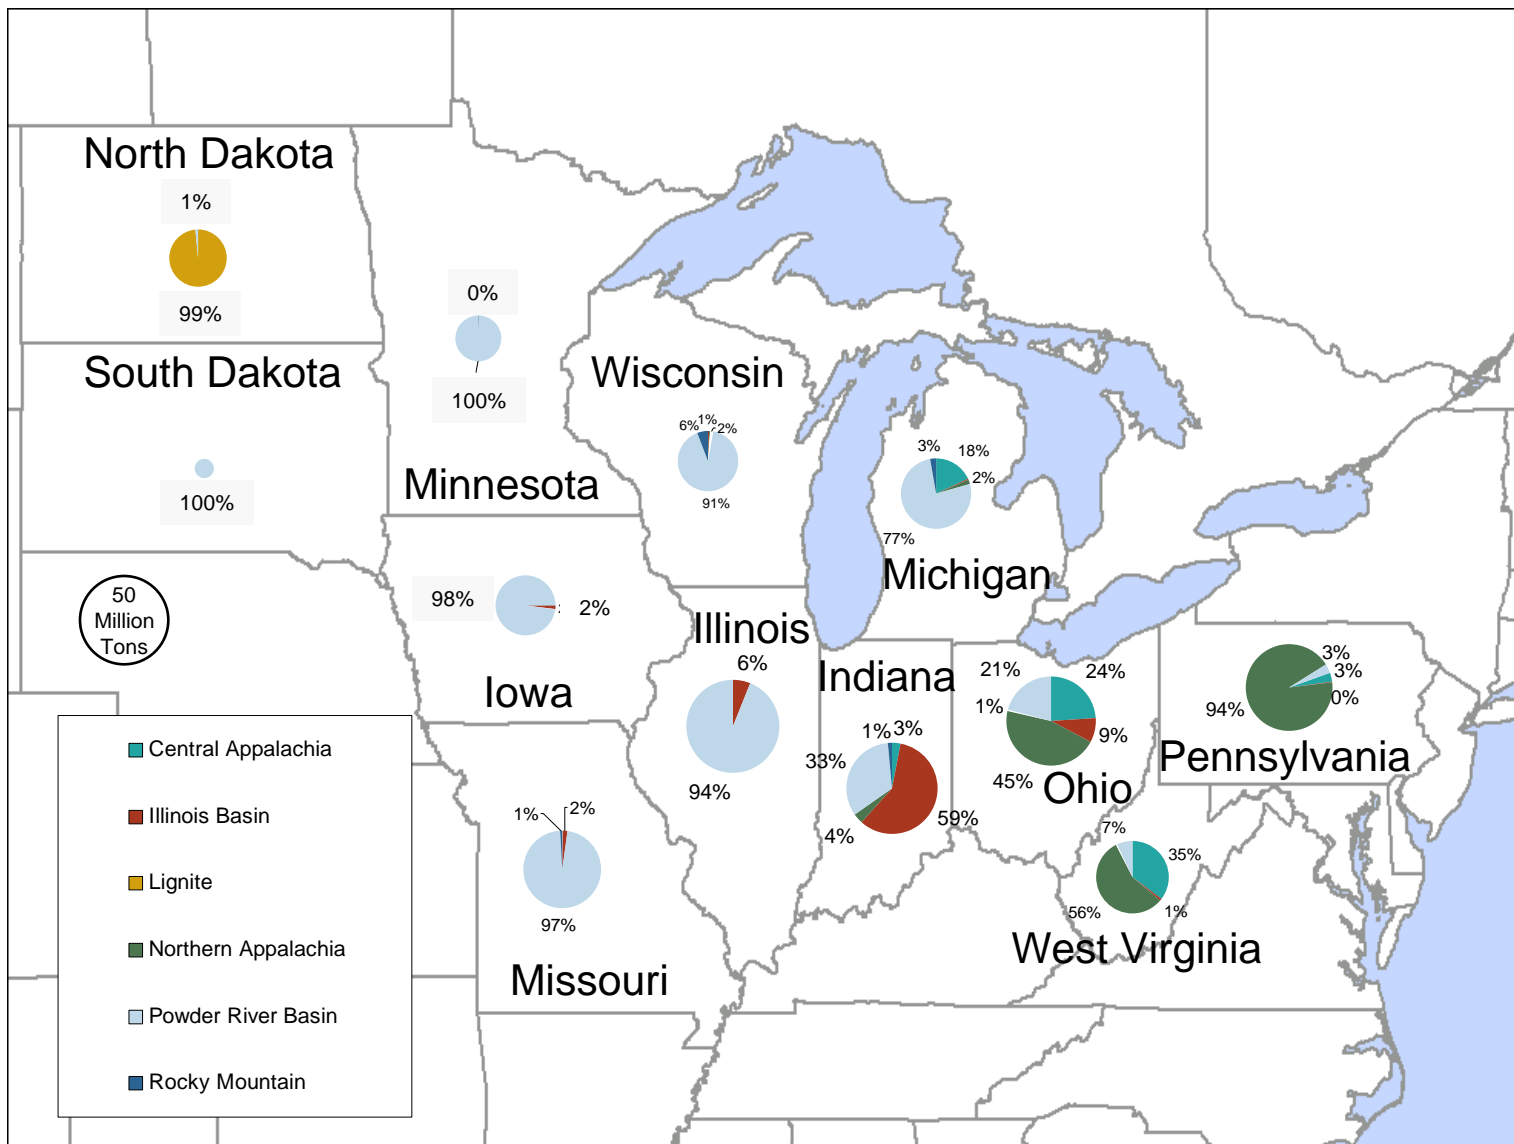 North Dakota
1%
99%
South Dakota
100%
0%
100%
Minnesota
Wisconsin
6%
1%
2%
91%
3%
18%
2%
77%
Michigan
50
Million
Tons
98%
2%
Iowa
Illinois
6%
94%
Indiana
1%
3%
33%
4%
59%
21%
24%
1%
9%
45%
Ohio
3%
3%
0%
94%
Pennsylvania
7%
35%
56%
1%
West Virginia
1%
2%
97%
Missouri
Central Appalachia
Illinois Basin
Lignite
Northern Appalachia
Powder River Basin
Rocky Mountain